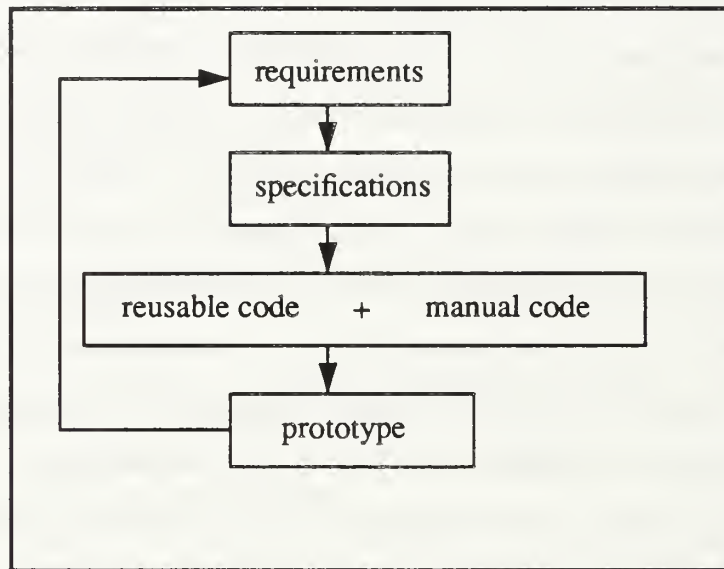 requirements
specifications
reusable code + manual code
prototype